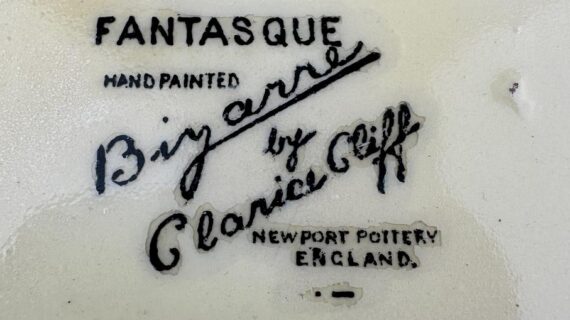 FANTASQUE
HAND PAINTED
Bizarre
by
Clarice Cliff
NEWPORT POTTERY
ENGLAND.